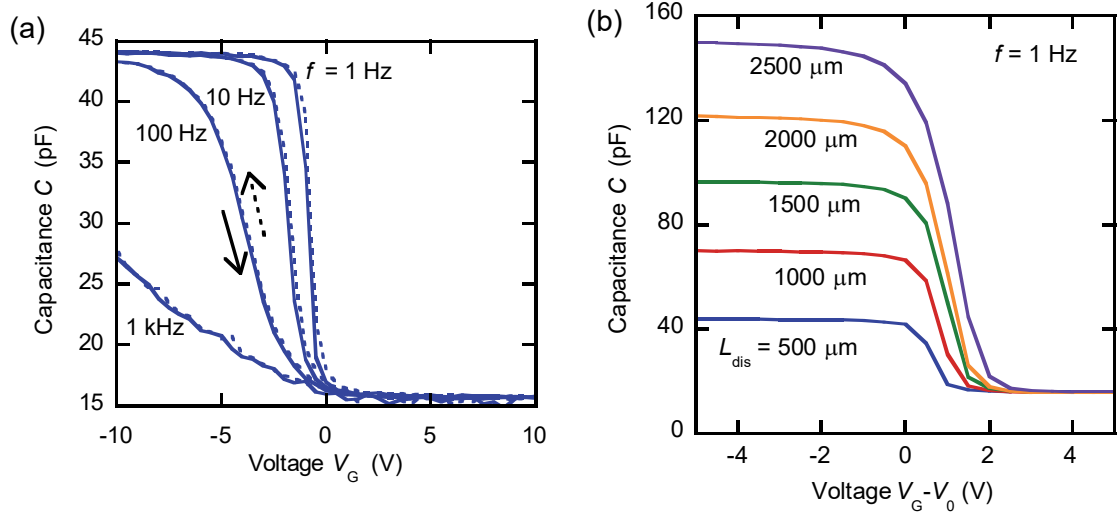 (a)
45
40
35
30
25
20
15
Capacitance C (pF)
f = 1 Hz
10 Hz
100 Hz
1 kHz
-10
-5
0
5
10
Voltage V_G (V)
(b)
160
120
80
40
0
Capacitance C (pF)
f = 1 Hz
2500 μm
2000 μm
1500 μm
1000 μm
L_dis = 500 μm
-4
-2
0
2
4
Voltage V_G-V_0 (V)